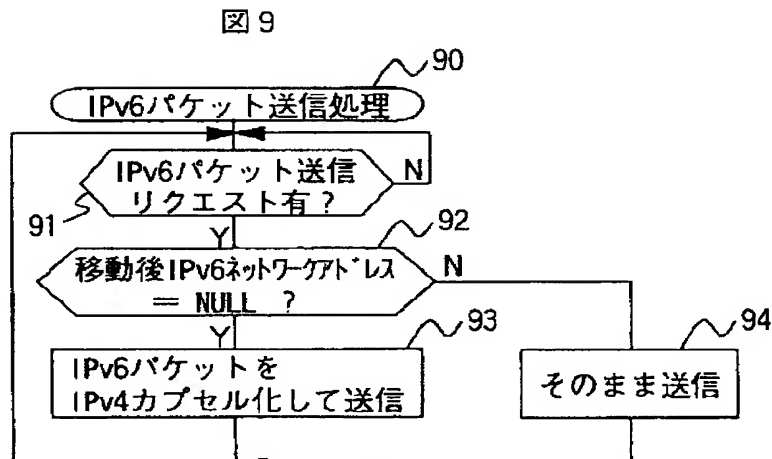 図9
90
IPv6パケット送信処理
IPv6パケット送信
リクエスト有?
N
91
Y
92
移動後IPv6ネットワークアドレス
= NULL ?
N
Y
93
94
IPv6パケットを
IPv4カプセル化して送信
そのまま送信